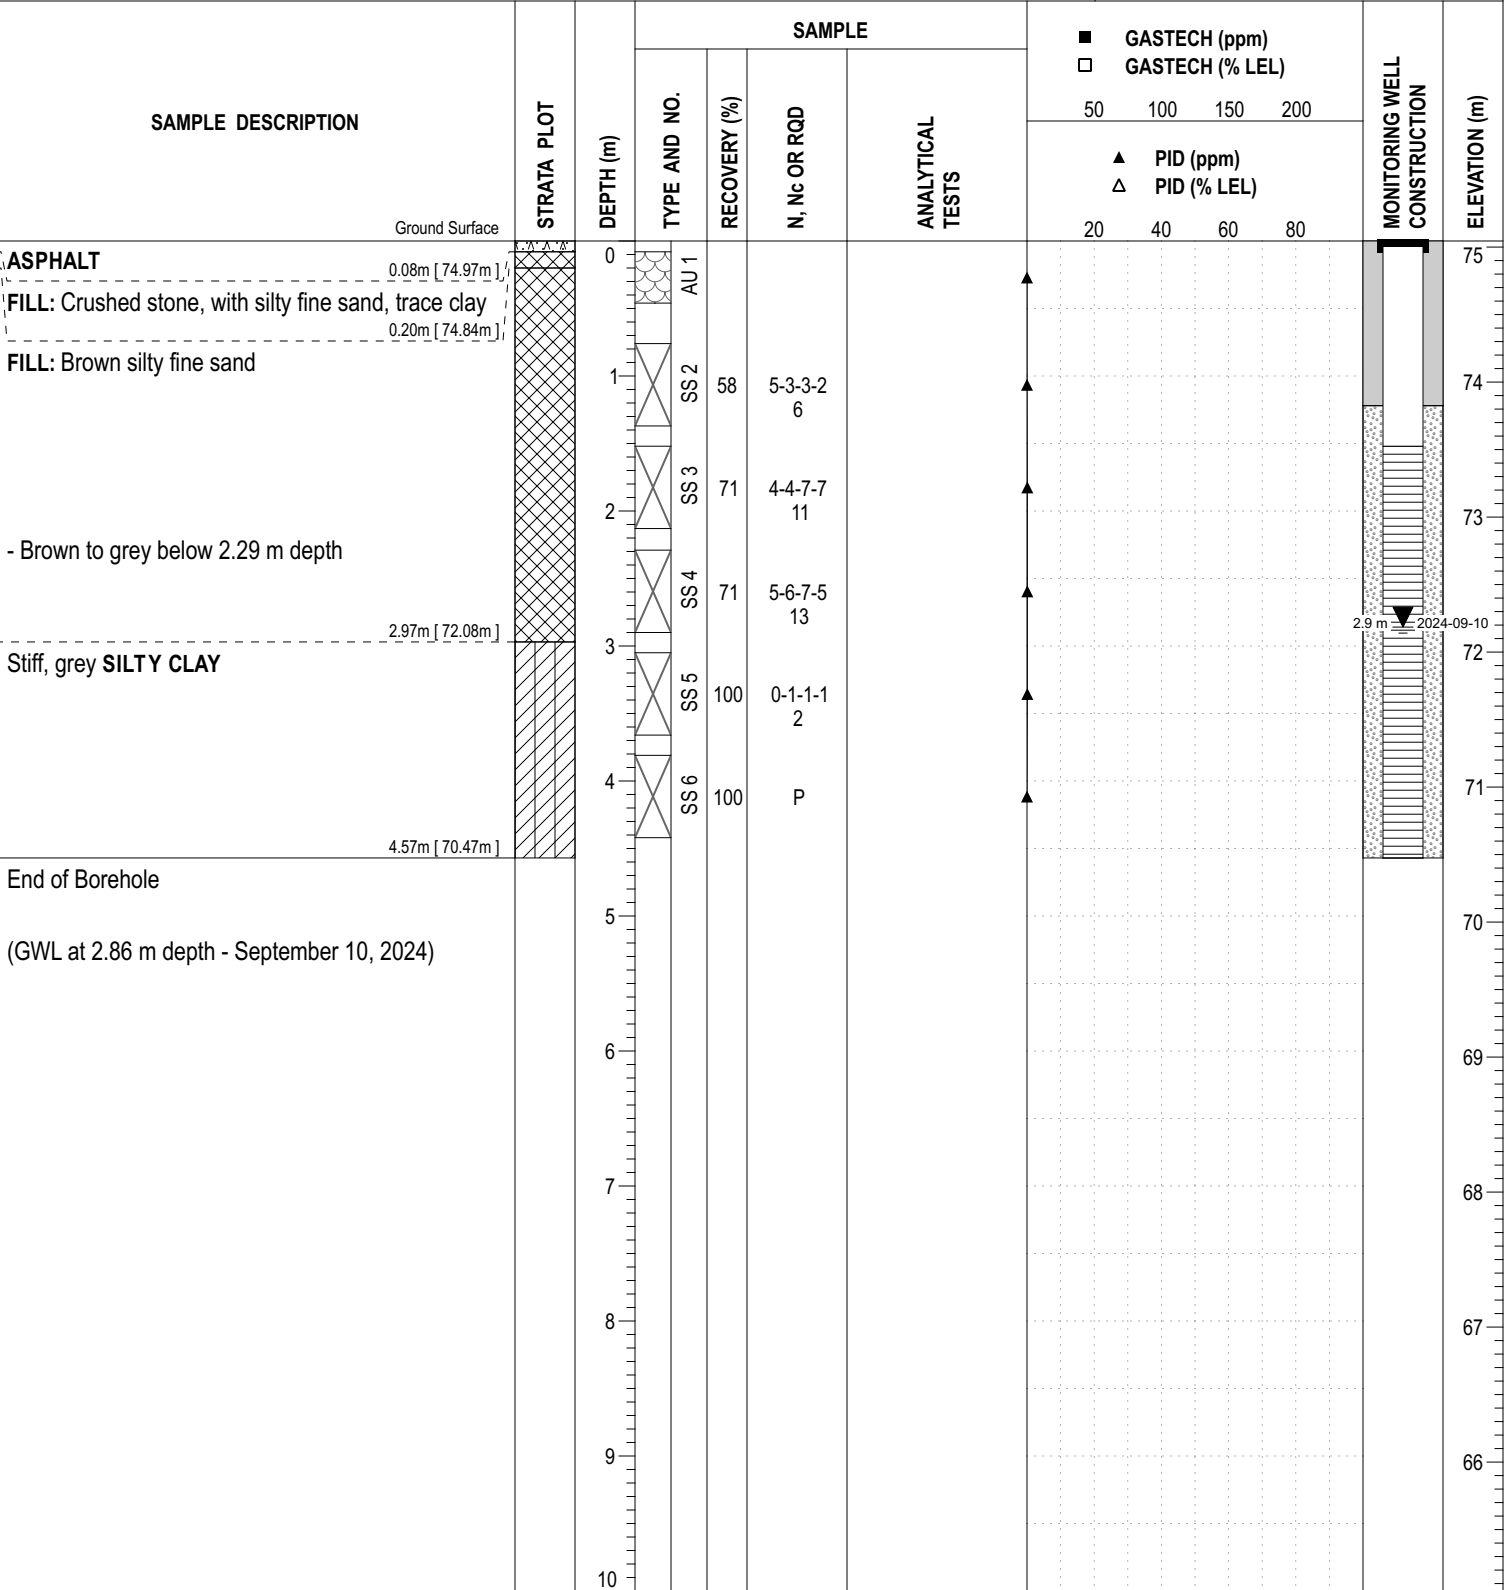 SAMPLE DESCRIPTION
Ground Surface
STRATA PLOT
DEPTH (m)
SAMPLE
TYPE AND NO.
RECOVERY (%)
N, Nc OR RQD
ANALYTICAL
TESTS
GASTECH (ppm)
GASTECH (% LEL)
50 100 150 200
PID (ppm)
PID (% LEL)
20 40 60 80
MONITORING WELL
CONSTRUCTION
ELEVATION (m)
ASPHALT
0.08m [ 74.97m ]
FILL: Crushed stone, with silty fine sand, trace clay
0.20m [ 74.84m ]
FILL: Brown silty fine sand
- Brown to grey below 2.29 m depth
2.97m [ 72.08m ]
Stiff, grey SILTY CLAY
4.57m [ 70.47m ]
End of Borehole
(GWL at 2.86 m depth - September 10, 2024)
0
1
2
3
4
5
6
7
8
9
10
AU 1
SS 2
58
5-3-3-2
6
SS 3
71
4-4-7-7
11
SS 4
71
5-6-7-5
13
SS 5
100
0-1-1-1
2
SS 6
100
P
2.9 m
2024-09-10
75
74
73
72
71
70
69
68
67
66